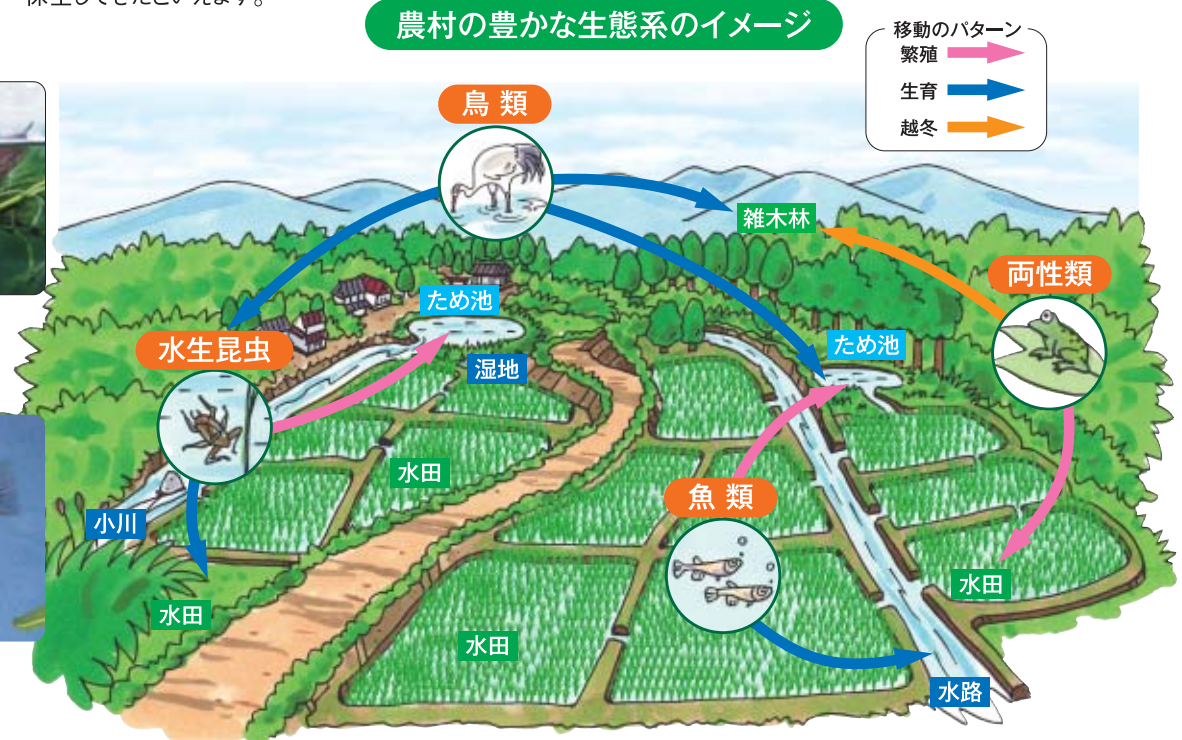 農村の豊かな生態系のイメージ
移動のパターン
繁殖
生育
越冬
鳥類
雑木林
両性類
ため池
ため池
水生昆虫
湿地
水田
魚類
小川
水田
水田
水田
水路